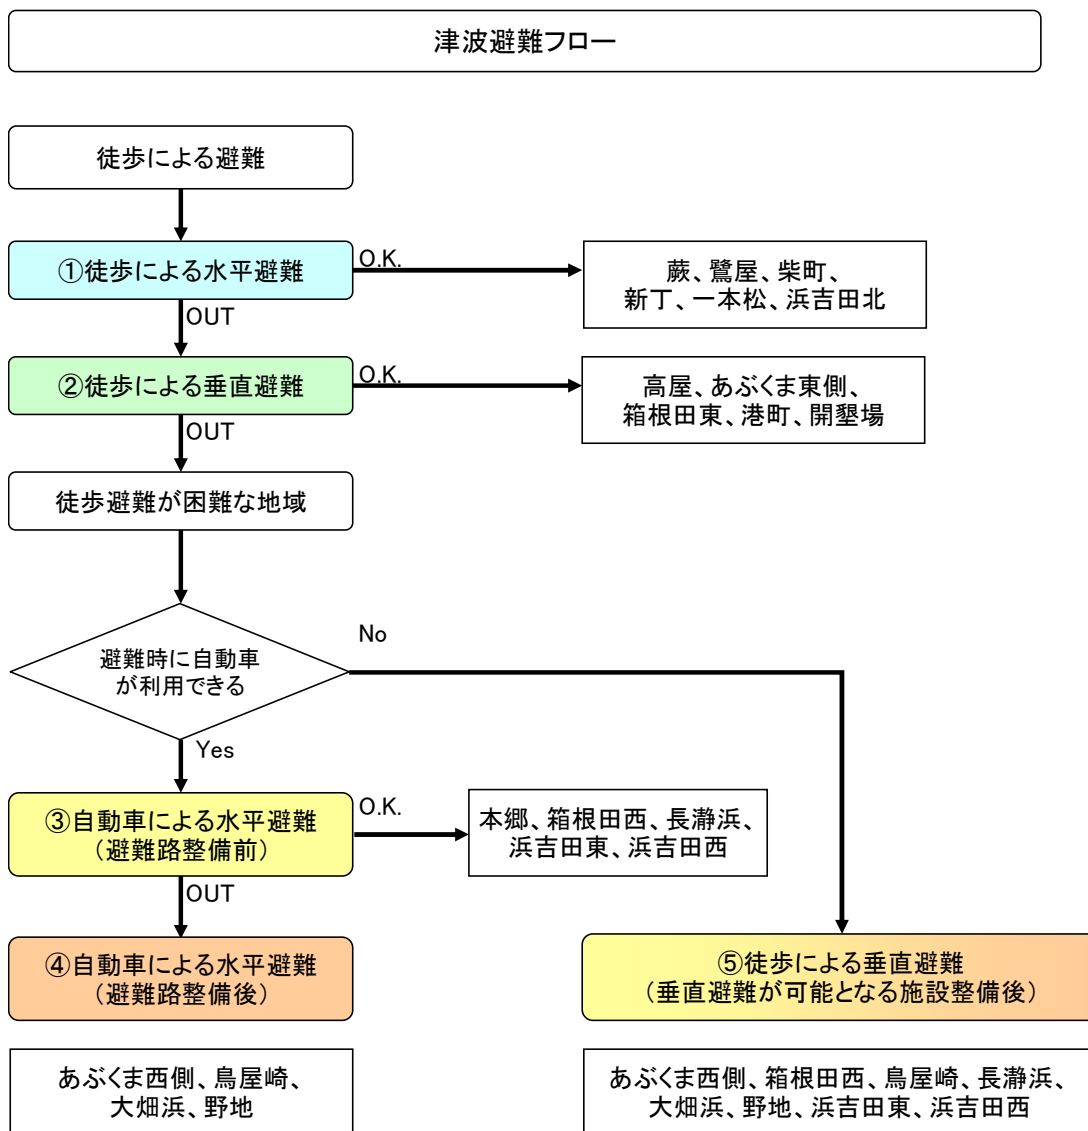 津波避難フロー
徒歩による避難
①徒歩による水平避難
O.K.
蕨、鷺屋、柴町、
新丁、一本松、浜吉田北
OUT
②徒歩による垂直避難
O.K.
高屋、あぶくま東側、
箱根田東、港町、開墾場
OUT
徒歩避難が困難な地域
避難時に自動車
が利用できる
No
Yes
③自動車による水平避難
(避難路整備前)
O.K.
本郷、箱根田西、長瀞浜、
浜吉田東、浜吉田西
OUT
④自動車による水平避難
(避難路整備後)
⑤徒歩による垂直避難
(垂直避難が可能となる施設整備後)
あぶくま西側、鳥屋崎、
大畑浜、野地
あぶくま西側、箱根田西、鳥屋崎、長瀞浜、
大畑浜、野地、浜吉田東、浜吉田西